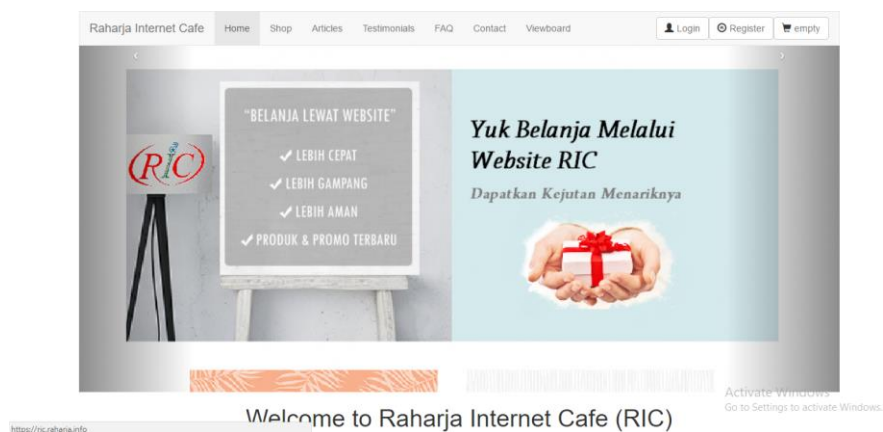 Raharja Internet Cafe Home Shop Articles Testimonials FAQ Contact Viewboard Login Register empty
"BELANJA LEWAT WEBSITE"
✓ LEBIH CEPAT
✓ LEBIH GAMPANG
✓ LEBIH AMAN
✓ PRODUK & PROMO TERBARU
(RIC)
Yuk Belanja Melalui
Website RIC
Dapatkan Kejutan Menariknya
Activate Windows
Go to Settings to activate Windows.
Welcome to Raharja Internet Cafe (RIC)
https://ric.raharja.info